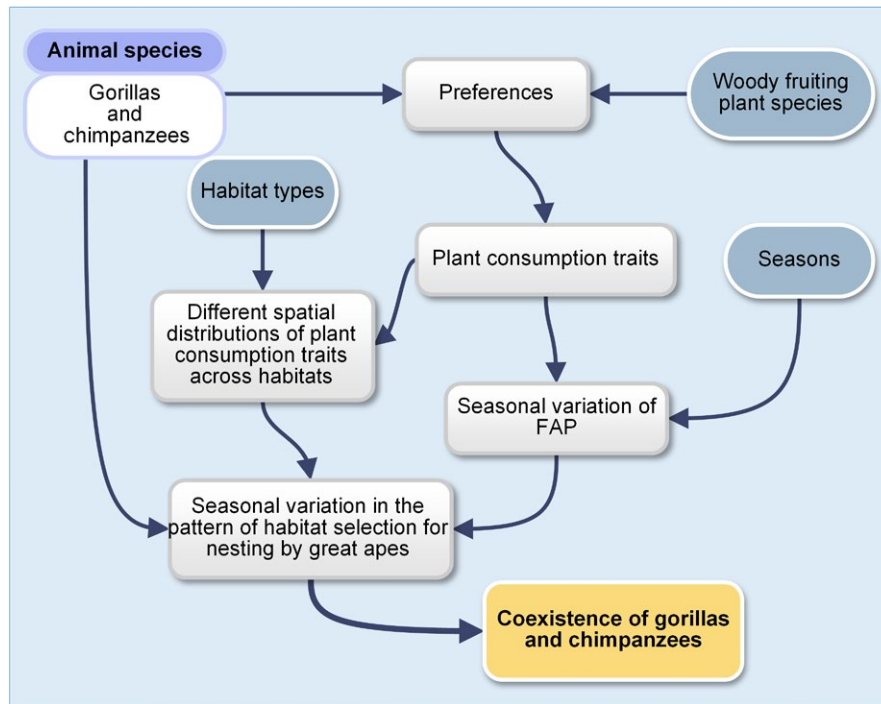 Animal species
Gorillas
and
chimpanzees
Preferences
Woody fruiting
plant species
Habitat types
Plant consumption traits
Seasons
Different spatial
distributions of plant
consumption traits
across habitats
Seasonal variation of
FAP
Seasonal variation in the
pattern of habitat selection for
nesting by great apes
Coexistence of gorillas
and chimpanzees